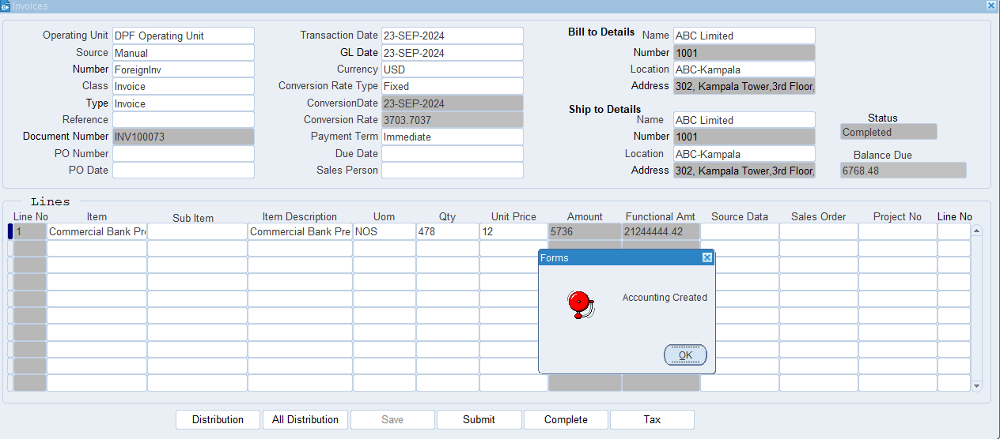 Invoices
Operating Unit DPF Operating Unit Transaction Date 23-SEP-2024 Bill to Details Name ABC Limited
Source Manual GL Date 23-SEP-2024 Number 1001
Number ForeignInv Currency USD Location ABC-Kampala
Class Invoice Conversion Rate Type Fixed Address 302, Kampala Tower,3rd Floor,
Type Invoice ConversionDate 23-SEP-2024 Ship to Details
Reference Conversion Rate 3703.7037 Name ABC Limited Status
Document Number INV100073 Payment Term Immediate Number 1001 Completed
PO Number Due Date Location ABC-Kampala Balance Due
PO Date Sales Person Address 302, Kampala Tower,3rd Floor, 6768.48
Lines
Line No Item Sub Item Item Description Uom Qty Unit Price Amount Functional Amt Source Data Sales Order Project No Line No
1 Commercial Bank Pre Commercial Bank Pre NOS 478 12 5736 21244444.42
Forms
Accounting Created
OK
Distribution All Distribution Save Submit Complete Tax